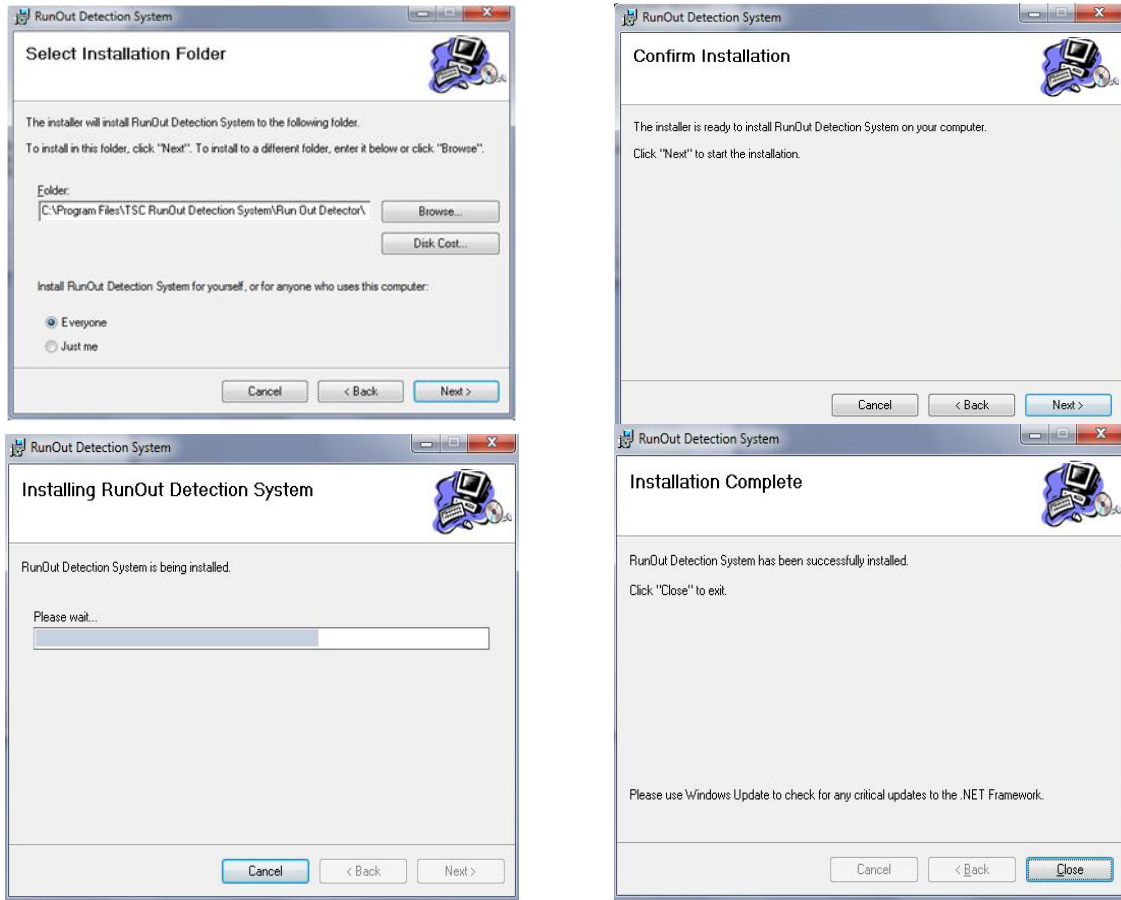 RunOut Detection System
Select Installation Folder
The installer will install RunOut Detection System to the following folder.
To install in this folder, click "Next". To install to a different folder, enter it below or click "Browse".
Folder:
C:\Program Files\TSC RunOut Detection System\Run Out Detector\
Browse...
Disk Cost...
Install RunOut Detection System for yourself, or for anyone who uses this computer:
Everyone
Just me
Cancel
< Back
Next >
RunOut Detection System
Confirm Installation
The installer is ready to install RunOut Detection System on your computer.
Click "Next" to start the installation.
Cancel
< Back
Next >
RunOut Detection System
Installing RunOut Detection System
RunOut Detection System is being installed.
Please wait...
Cancel
< Back
Next >
RunOut Detection System
Installation Complete
RunOut Detection System has been successfully installed.
Click "Close" to exit.
Please use Windows Update to check for any critical updates to the .NET Framework.
Cancel
< Back
Close